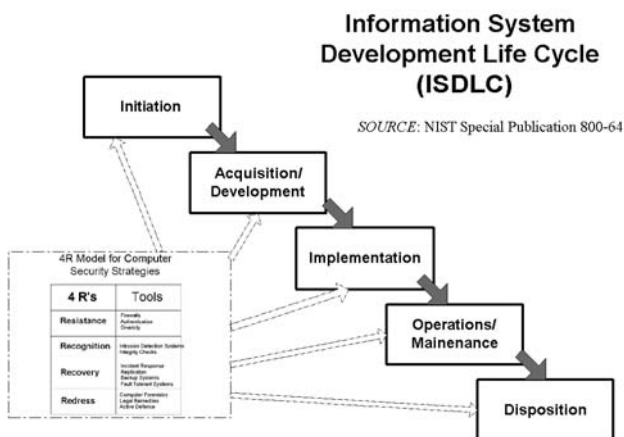 Information System
Development Life Cycle
(ISDLC)
SOURCE: NIST Special Publication 800-64
Initiation
Acquisition/
Development
Implementation
Operations/
Mainenance
Disposition
4R Model for Computer
Security Strategies
4 R's Tools
Resistance
Firewalls
Authentication
Diversity
Recognition
Intrusion Detection Systems
Integrity Checks
Recovery
Incident Response
Replication
Backup Systems
Fault Tolerant Systems
Redress
Computer Forensics
Legal Remedies
Active Defence